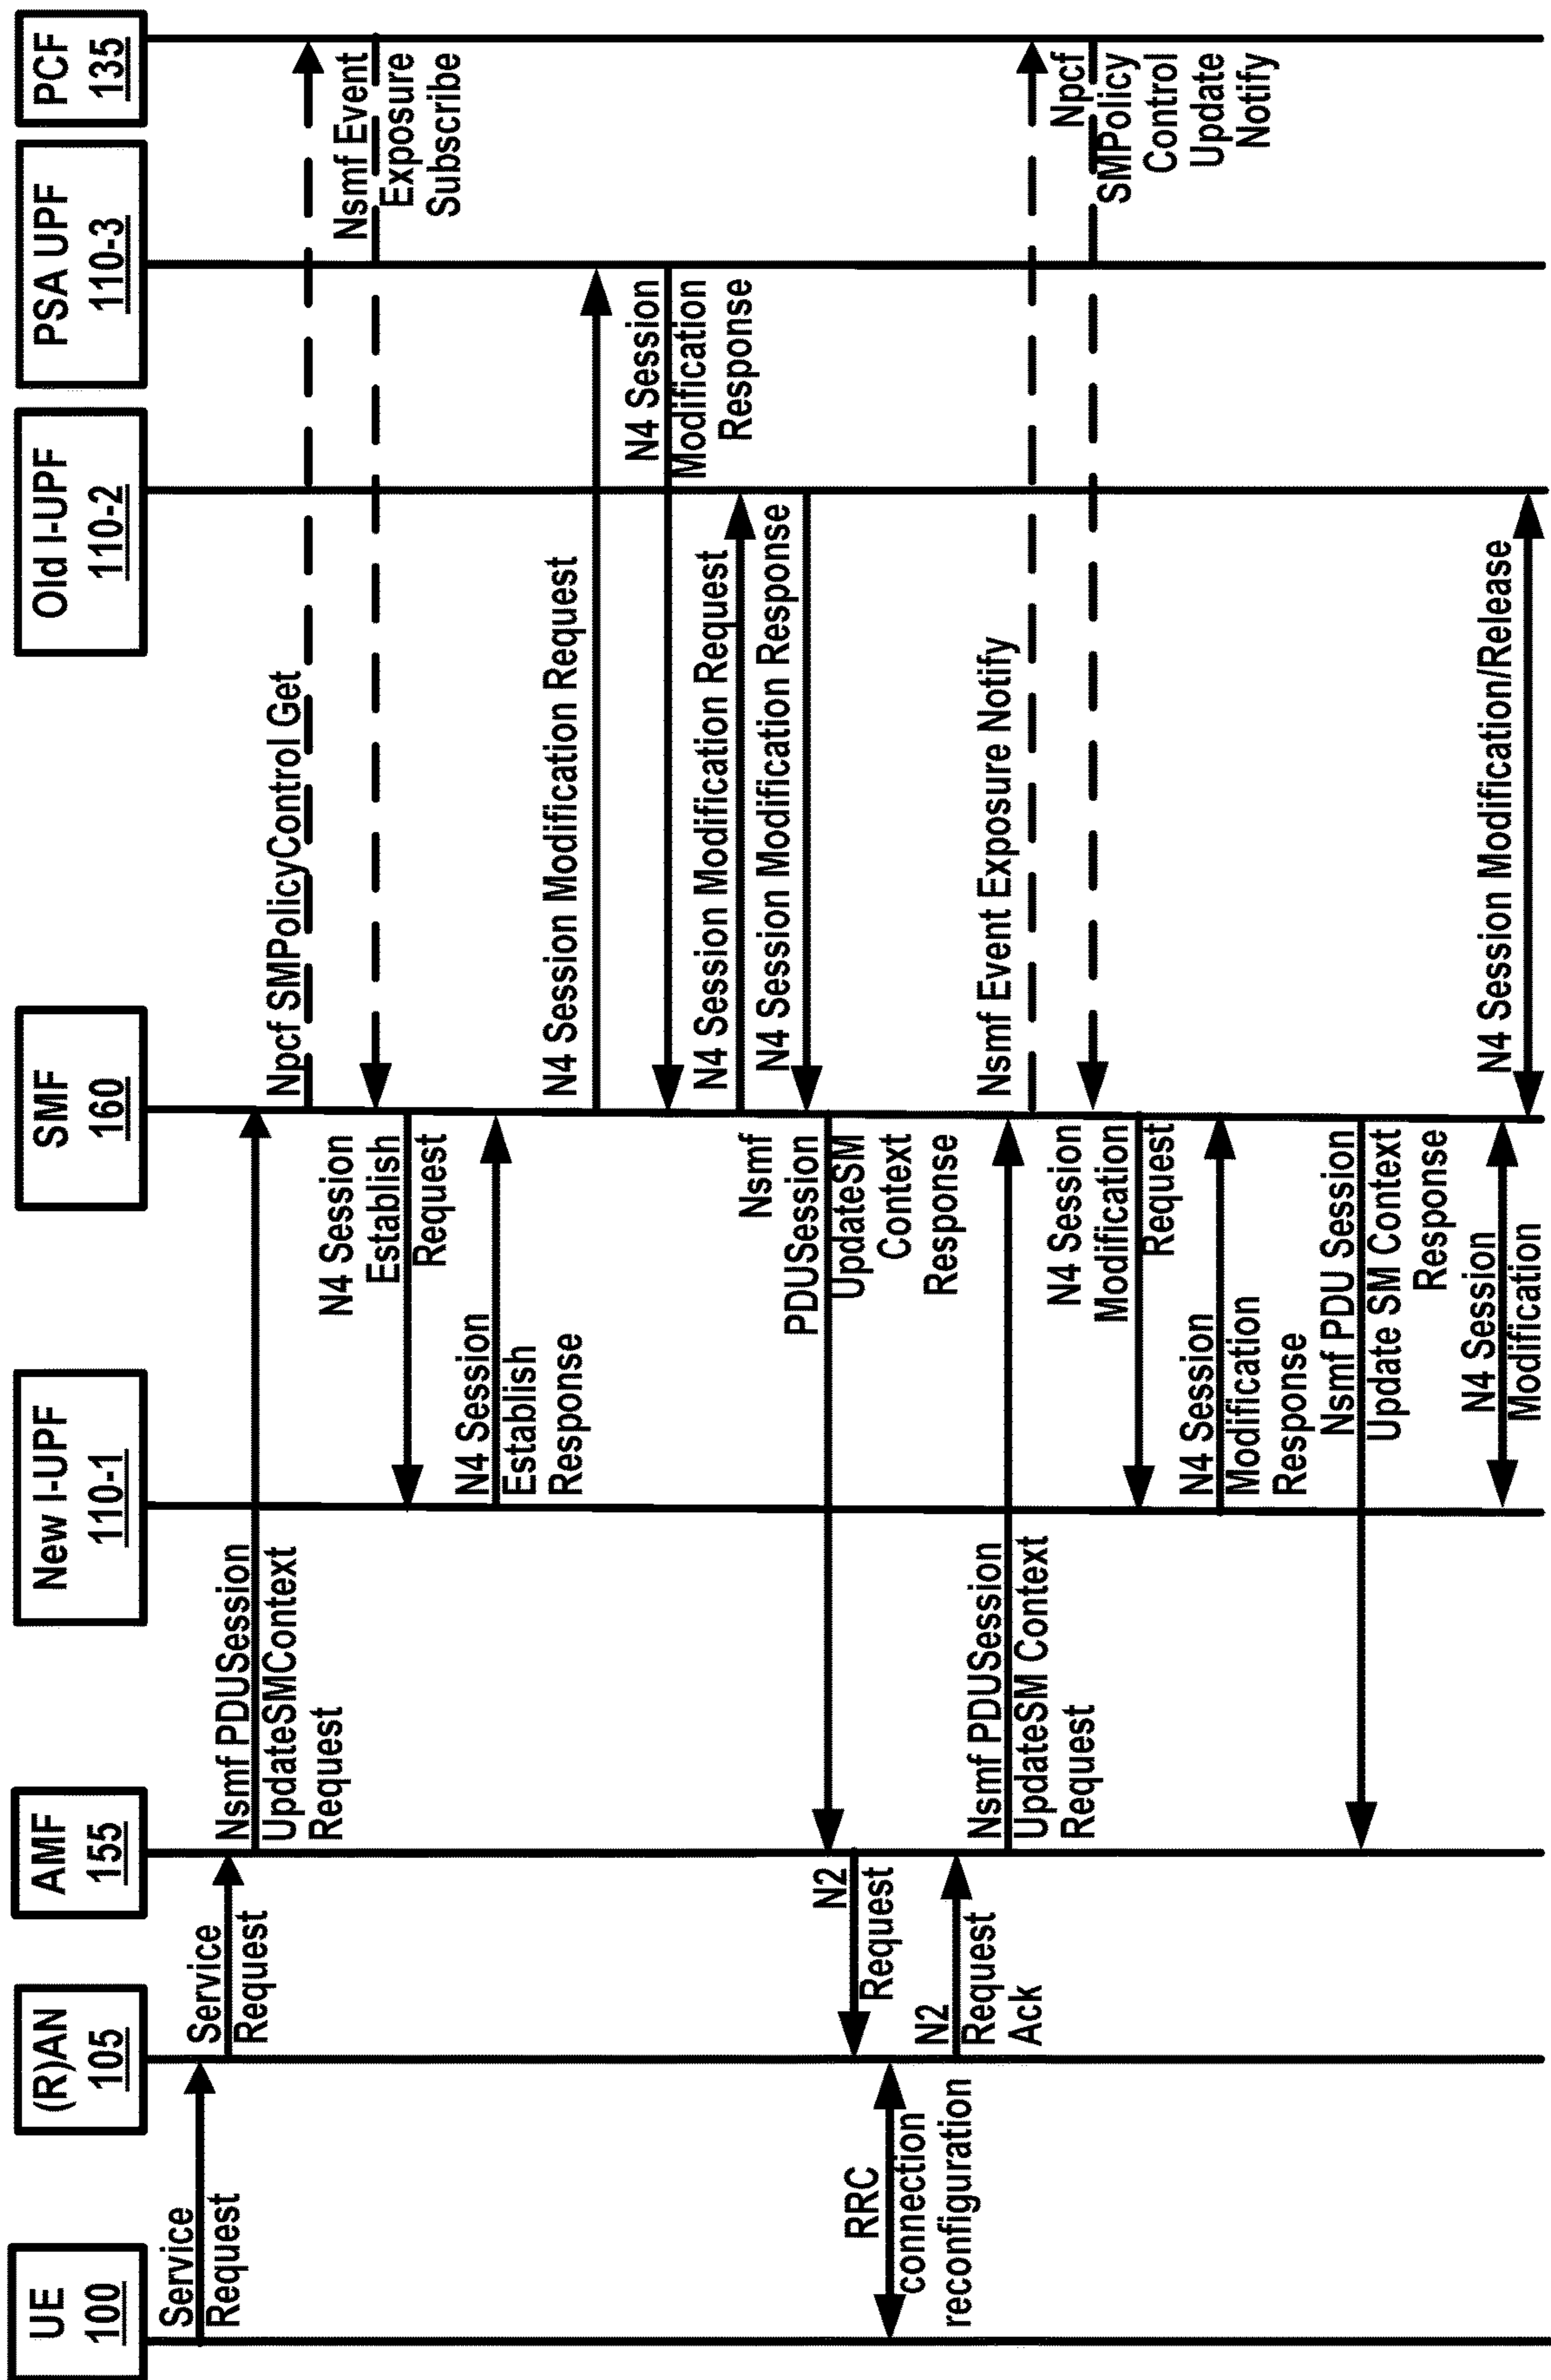 UE
100
(R)AN
105
AMF
155
New I-UPF
110-1
SMF
160
Old I-UPF
110-2
PSA UPF
110-3
PCF
135
Service
Request
Service
Request
Nsmf PDUSession
UpdateSMContext
Request
Npcf SMPolicyControl Get
Nsmf Event
Exposure
Subscribe
N4 Session
Establish
Request
N4 Session
Establish
Response
N4 Session Modification Request
N4 Session
Modification
Response
N4 Session Modification Request
N4 Session Modification Response
Nsmf
PDUSession
UpdateSM
Context
Response
N2
Request
RRC
connection
reconfiguration
N2
Request
Ack
Nsmf PDUSession
UpdateSM Context
Request
Nsmf Event Exposure Notify
Npcf
SMPolicy
Control
Update
Notify
N4 Session
Modification
Request
N4 Session
Modification
Response
Nsmf PDU Session
Update SM Context
Response
N4 Session
Modification
N4 Session Modification/Release